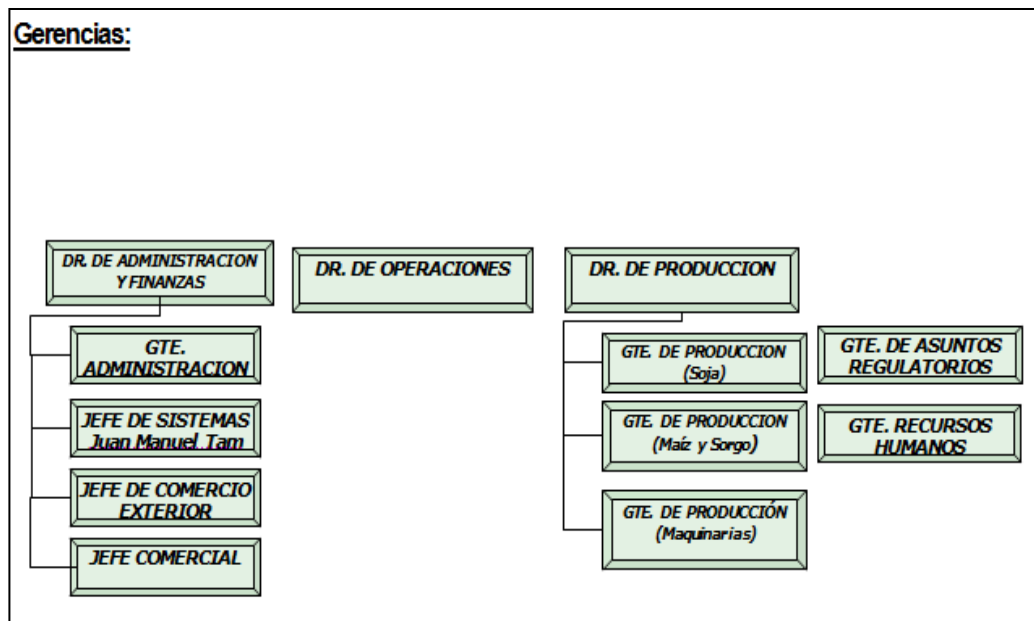 Gerencias:
DR. DE ADMINISTRACION
Y FINANZAS
DR. DE OPERACIONES
DR. DE PRODUCCION
GTE.
ADMINISTRACION
JEFE DE SISTEMAS
Juan Manuel Tam
JEFE DE COMERCIO
EXTERIOR
JEFE COMERCIAL
GTE. DE PRODUCCION
(Soja)
GTE. DE PRODUCCION
(Maíz y Sorgo)
GTE. DE PRODUCCIÓN
(Maquinarias)
GTE. DE ASUNTOS
REGULATORIOS
GTE. RECURSOS
HUMANOS